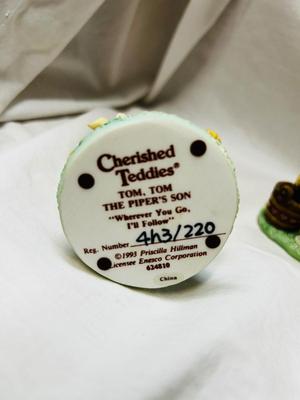 Cherished
Teddies®
TOM, TOM
THE PIPER'S SON
"Wherever You Go,
I'll Follow"
Reg. Number 4h3/220
©1993 Priscilla Hillman
Licensee Enesco Corporation
624810
China